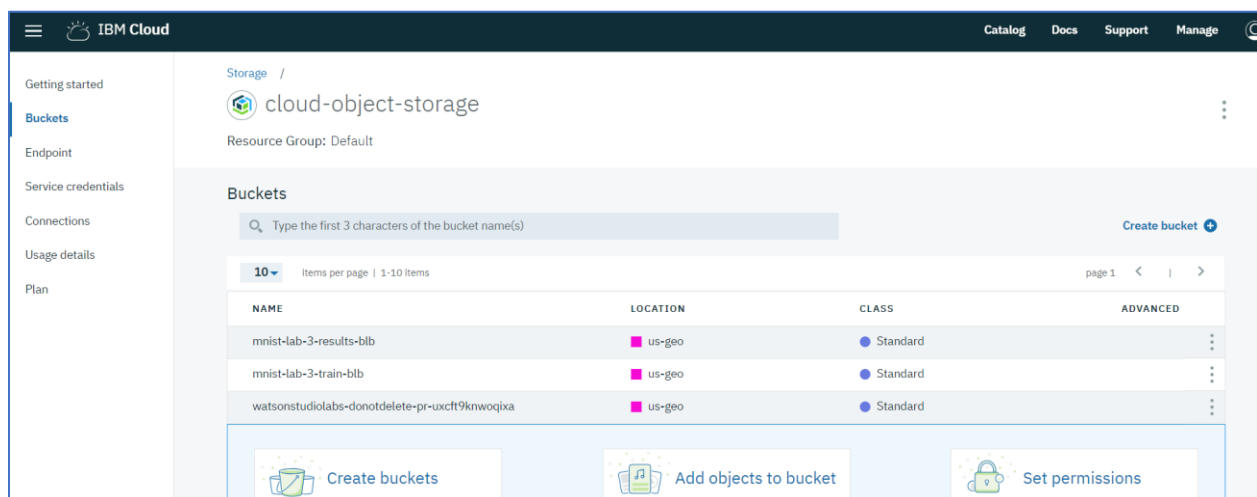 IBM Cloud
Catalog Docs Support Manage
Getting started
Buckets
Endpoint
Service credentials
Connections
Usage details
Plan
Storage /
cloud-object-storage
Resource Group: Default
Buckets
Type the first 3 characters of the bucket name(s)
Create bucket
10 items per page | 1-10 items
page 1 < | >
NAME LOCATION CLASS ADVANCED
mnist-lab-3-results-blb us-geo Standard
mnist-lab-3-train-blb us-geo Standard
watsonstudiolabs-donotdelete-pr-uxcft9knwoqixa us-geo Standard
Create buckets Add objects to bucket Set permissions